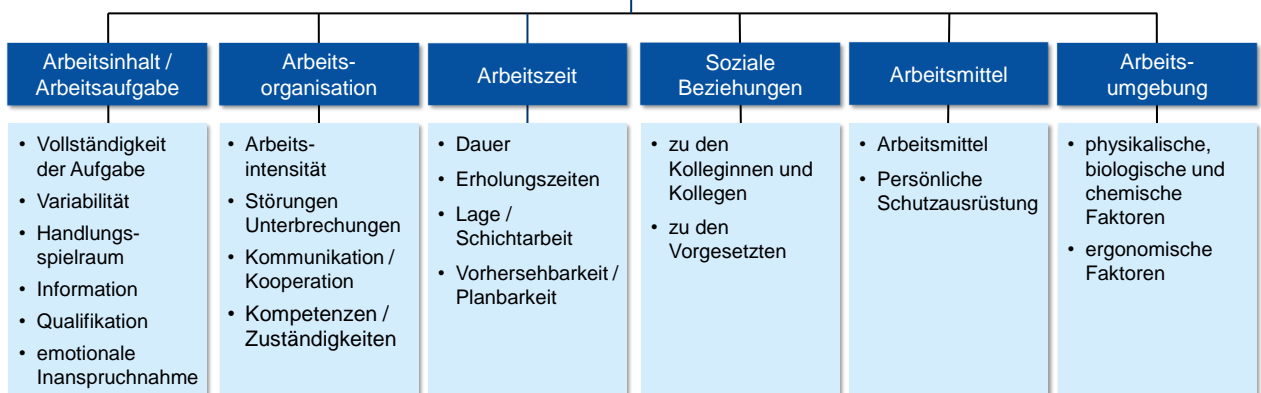 Arbeitsinhalt /
Arbeitsaufgabe
Arbeits-
organisation
Arbeitszeit
Soziale
Beziehungen
Arbeitsmittel
Arbeits-
umgebung
• Vollständigkeit
der Aufgabe
• Variabilität
• Handlungs-
spielraum
• Information
• Qualifikation
• emotionale
Inanspruchnahme
• Arbeits-
intensität
• Störungen
Unterbrechungen
• Kommunikation /
Kooperation
• Kompetenzen /
Zuständigkeiten
• Dauer
• Erholungszeiten
• Lage /
Schichtarbeit
• Vorhersehbarkeit /
Planbarkeit
• zu den
Kolleginnen und
Kollegen
• zu den
Vorgesetzten
• Arbeitsmittel
• Persönliche
Schutzausrüstung
• physikalische,
biologische und
chemische
Faktoren
• ergonomische
Faktoren